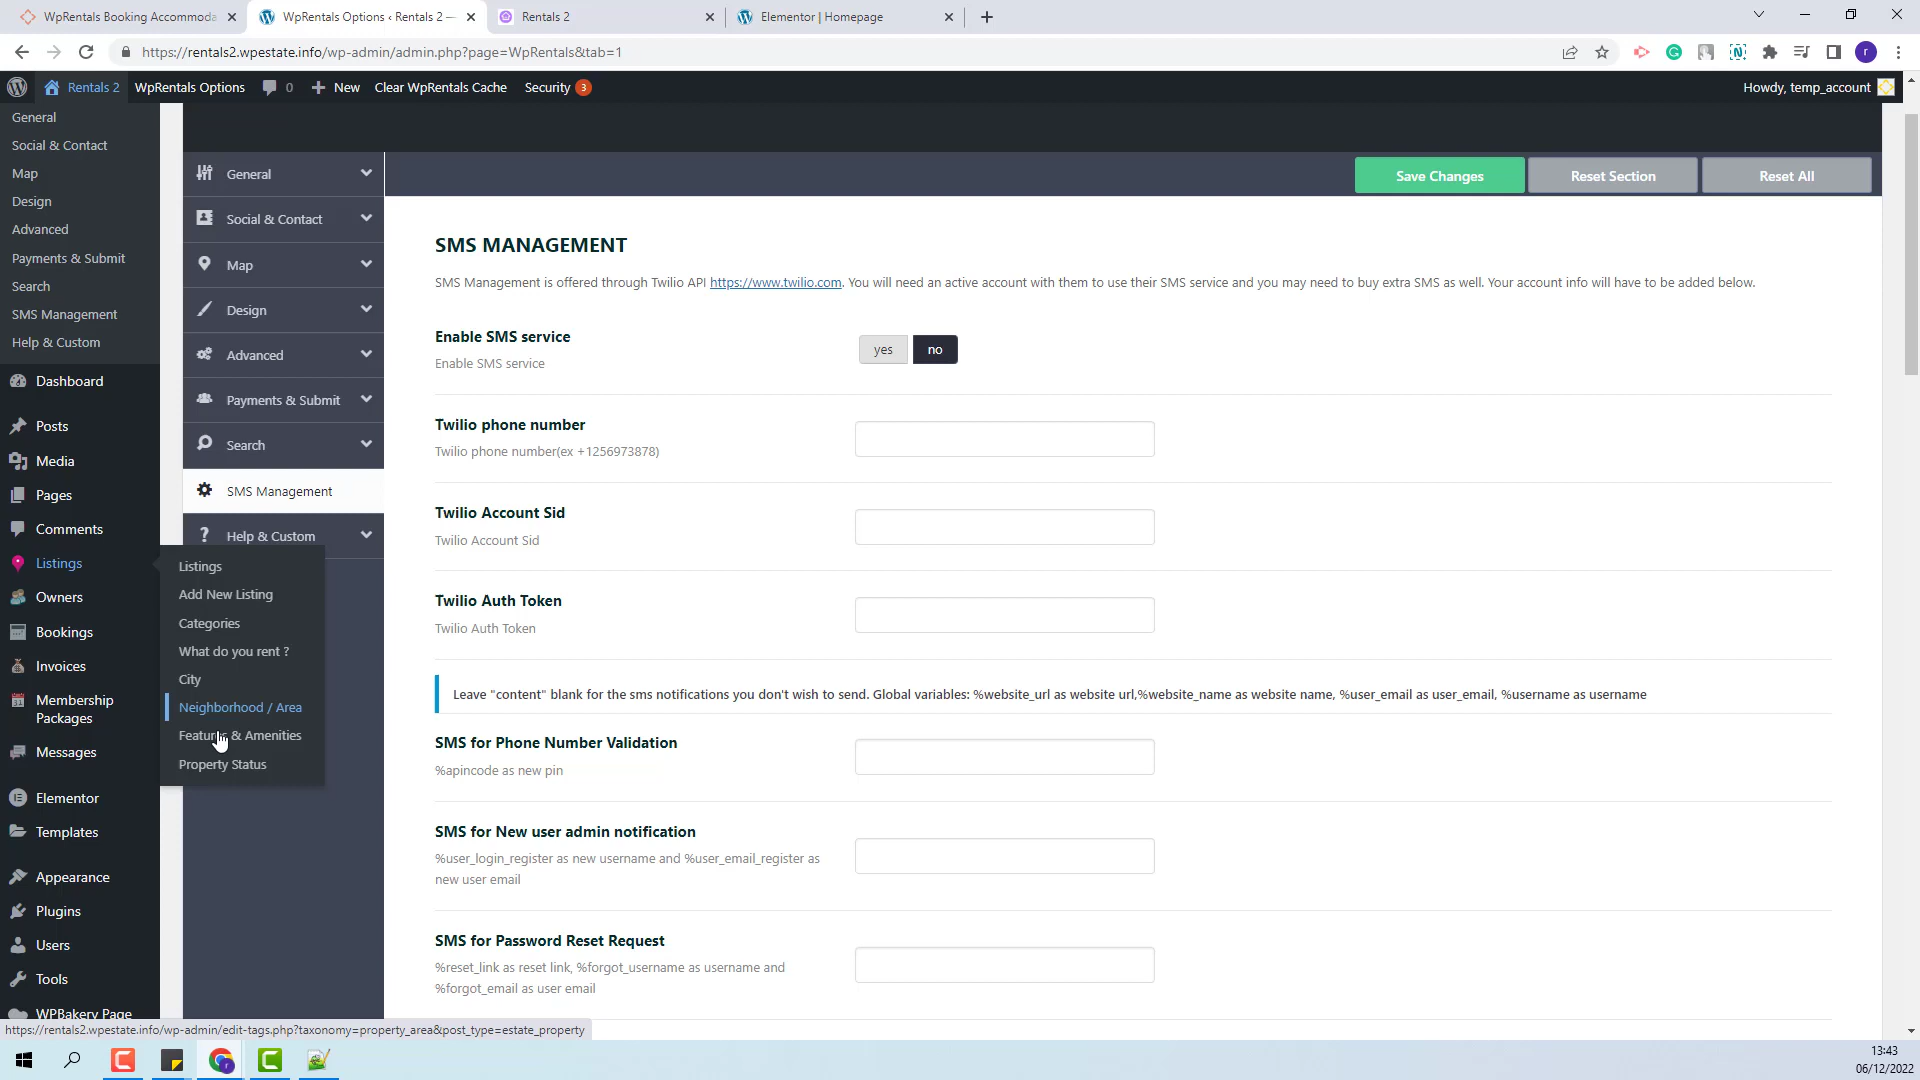 WpRentals Booking Accommoda
WpRentals Options ‹ Rentals 2 —
Rentals 2
Elementor | Homepage
https://rentals2.wpestate.info/wp-admin/admin.php?page=WpRentals&tab=1
r
Rentals 2
WpRentals Options
0
New
Clear WpRentals Cache
Security 3
Howdy, temp_account
General
Social & Contact
Map
Design
Advanced
Payments & Submit
Search
SMS Management
Help & Custom
Dashboard
Posts
Media
Pages
Comments
Listings
Owners
Bookings
Invoices
Membership
Packages
Messages
Elementor
Templates
Appearance
Plugins
Users
Tools
WPBakery Page
Listings
Add New Listing
Categories
What do you rent ?
City
Neighborhood / Area
Features & Amenities
Property Status
General
Social & Contact
Map
Design
Advanced
Payments & Submit
Search
SMS Management
Help & Custom
Save Changes
Reset Section
Reset All
SMS MANAGEMENT
SMS Management is offered through Twilio API https://www.twilio.com. You will need an active account with them to use their SMS service and you may need to buy extra SMS as well. Your account info will have to be added below.
Enable SMS service
Enable SMS service
yes
no
Twilio phone number
Twilio phone number(ex +1256973878)
Twilio Account Sid
Twilio Account Sid
Twilio Auth Token
Twilio Auth Token
Leave "content" blank for the sms notifications you don't wish to send. Global variables: %website_url as website url,%website_name as website name, %user_email as user_email, %username as username
SMS for Phone Number Validation
%apincode as new pin
SMS for New user admin notification
%user_login_register as new username and %user_email_register as
new user email
SMS for Password Reset Request
%reset_link as reset link, %forgot_username as username and
%forgot_email as user email
https://rentals2.wpestate.info/wp-admin/edit-tags.php?taxonomy=property_area&post_type=estate_property
13:43
06/12/2022